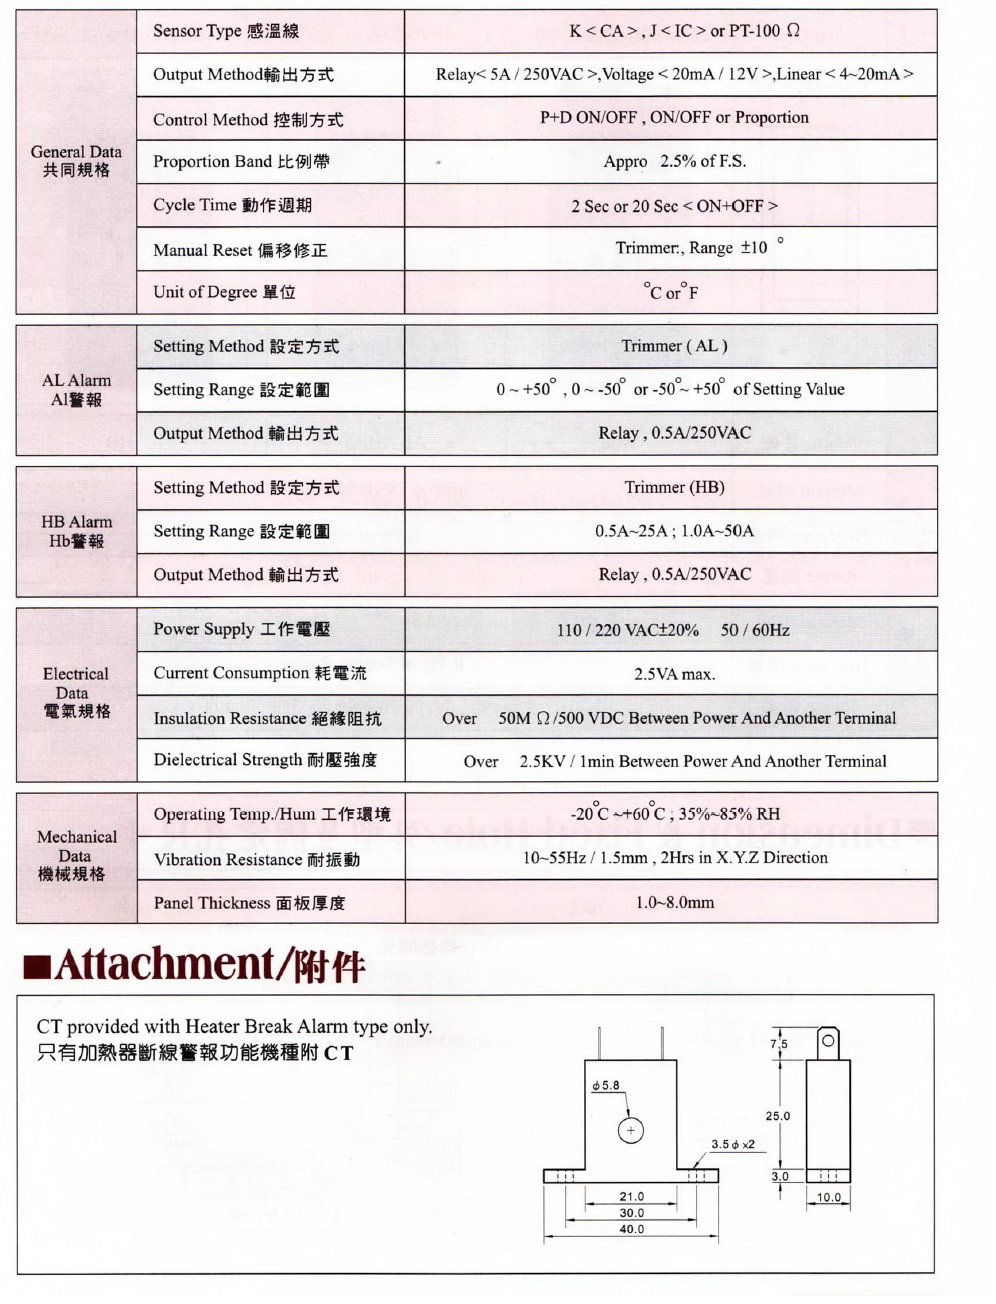 General Data
共同規格
Sensor Type 感溫線
K < CA > , J < IC > or PT-100 Ω
Output Method輸出方式
Relay< 5A / 250VAC >,Voltage < 20mA / 12V >,Linear < 4~20mA >
Control Method 控制方式
P+D ON/OFF , ON/OFF or Proportion
Proportion Band 比例帶
Appro 2.5% of F.S.
Cycle Time 動作週期
2 Sec or 20 Sec < ON+OFF >
Manual Reset 偏移修正
Trimmer:, Range ±10 °
Unit of Degree 單位
°C or°F
AL Alarm
Al警報
Setting Method 設定方式
Trimmer ( AL )
Setting Range 設定範圍
0 ~ +50° , 0 ~ -50° or -50°~ +50° of Setting Value
Output Method 輸出方式
Relay , 0.5A/250VAC
HB Alarm
Hb警報
Setting Method 設定方式
Trimmer (HB)
Setting Range 設定範圍
0.5A~25A ; 1.0A~50A
Output Method 輸出方式
Relay , 0.5A/250VAC
Electrical
Data
電氣規格
Power Supply 工作電壓
110 / 220 VAC±20% 50 / 60Hz
Current Consumption 耗電流
2.5VA max.
Insulation Resistance 絕緣阻抗
Over 50M Ω /500 VDC Between Power And Another Terminal
Dielectrical Strength 耐壓強度
Over 2.5KV / 1min Between Power And Another Terminal
Mechanical
Data
機械規格
Operating Temp./Hum 工作環境
-20°C ~+60°C ; 35%~85% RH
Vibration Resistance 耐振動
10~55Hz / 1.5mm , 2Hrs in X.Y.Z Direction
Panel Thickness 面板厚度
1.0~8.0mm
■Attachment/附件
CT provided with Heater Break Alarm type only.
只有加熱器斷線警報功能機種附 CT
7.5
ϕ5.8
25.0
3.5 ϕ x2
3.0
21.0
10.0
30.0
40.0